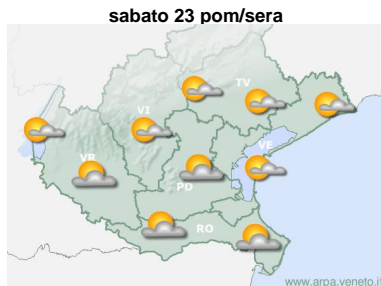 sabato 23 pom/sera
TV
VI
VE
VR
PD
RO
www.arpa.veneto.it